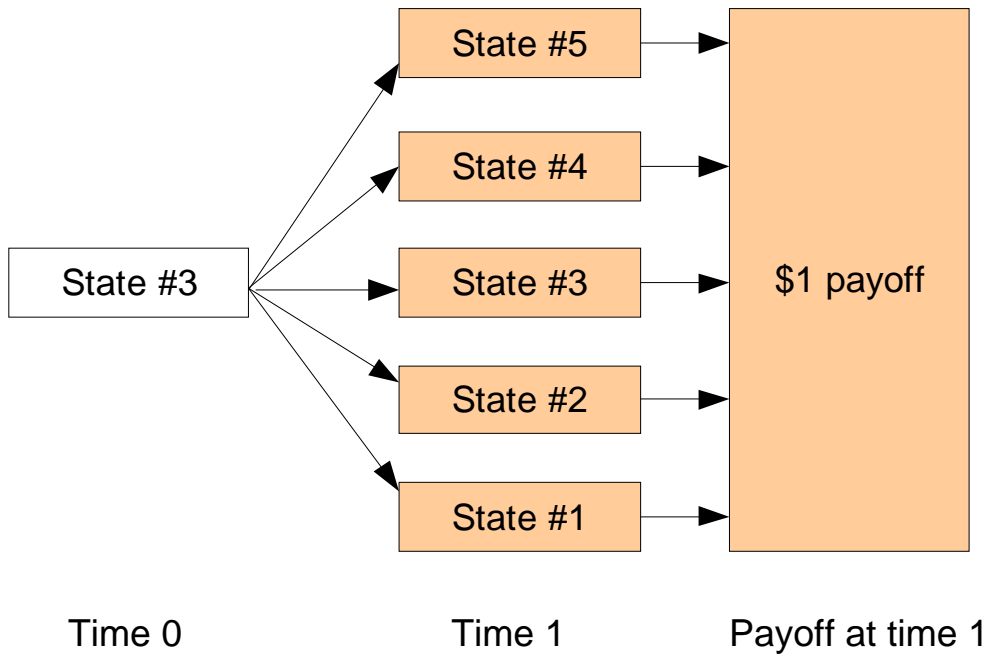 State #5
State #4
State #3
State #3
$1 payoff
State #2
State #1
Time 0
Time 1
Payoff at time 1